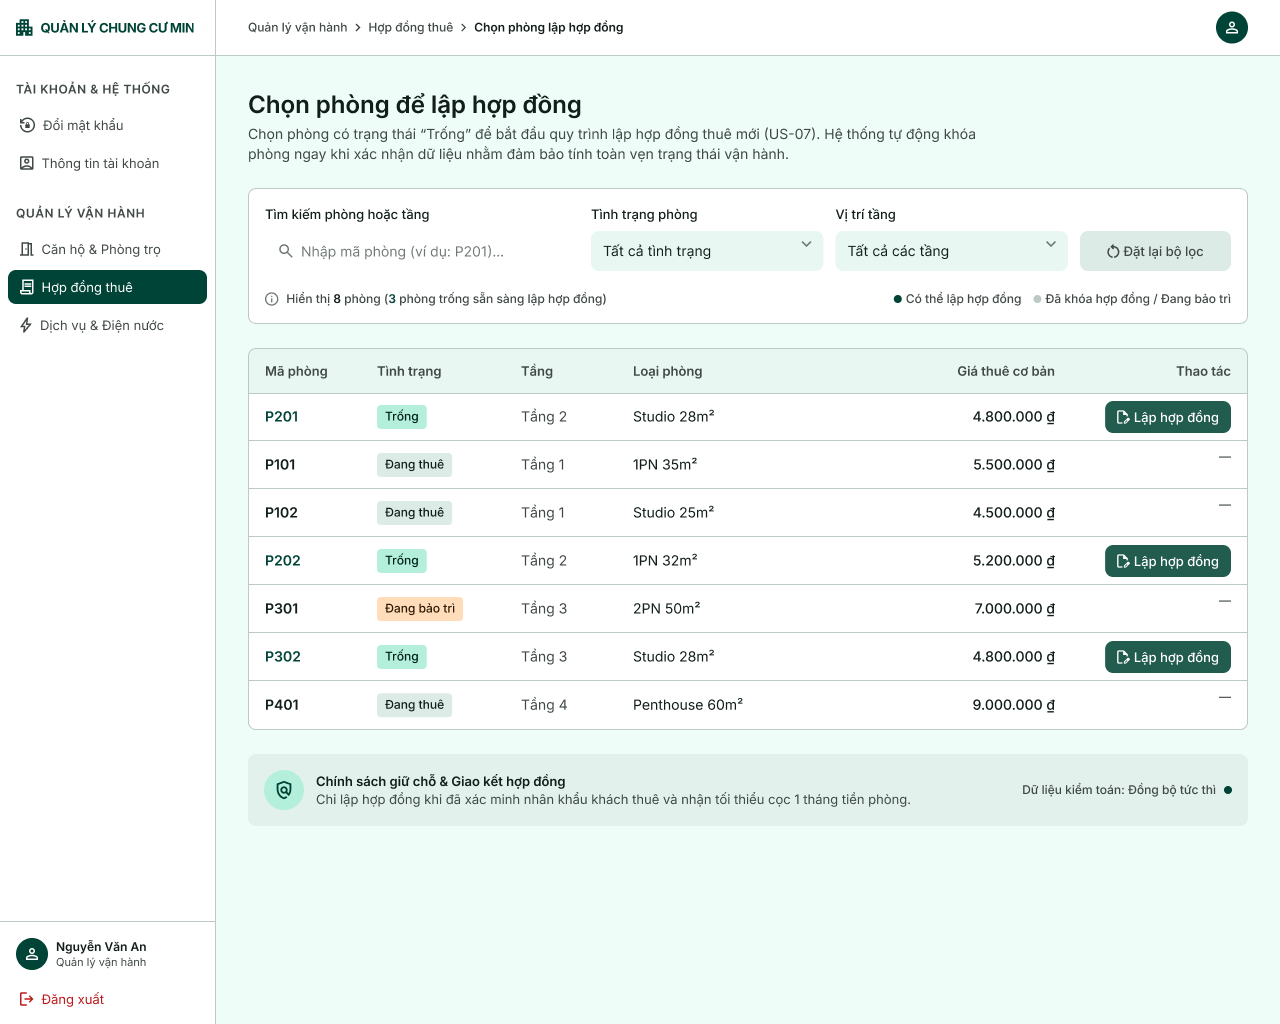 QUẢN LÝ CHUNG CƯ MIN
Quản lý vận hành > Hợp đồng thuê > Chọn phòng lập hợp đồng
TÀI KHOẢN & HỆ THỐNG
Đổi mật khẩu
Thông tin tài khoản
QUẢN LÝ VẬN HÀNH
Căn hộ & Phòng trọ
Hợp đồng thuê
Dịch vụ & Điện nước
Nguyễn Văn An
Quản lý vận hành
Đăng xuất
Chọn phòng để lập hợp đồng
Chọn phòng có trạng thái “Trống” để bắt đầu quy trình lập hợp đồng thuê mới (US-07). Hệ thống tự động khóa
phòng ngay khi xác nhận dữ liệu nhằm đảm bảo tính toàn vẹn trạng thái vận hành.
Tìm kiếm phòng hoặc tầng
Tình trạng phòng
Vị trí tầng
Nhập mã phòng (ví dụ: P201)...
Tất cả tình trạng
Tất cả các tầng
Đặt lại bộ lọc
Hiển thị 8 phòng (3 phòng trống sẵn sàng lập hợp đồng)
Có thể lập hợp đồng
Đã khóa hợp đồng / Đang bảo trì
Mã phòng Tình trạng Tầng Loại phòng Giá thuê cơ bản Thao tác
P201 Trống Tầng 2 Studio 28m² 4.800.000 ₫ Lập hợp đồng
P101 Đang thuê Tầng 1 1PN 35m² 5.500.000 ₫ —
P102 Đang thuê Tầng 1 Studio 25m² 4.500.000 ₫ —
P202 Trống Tầng 2 1PN 32m² 5.200.000 ₫ Lập hợp đồng
P301 Đang bảo trì Tầng 3 2PN 50m² 7.000.000 ₫ —
P302 Trống Tầng 3 Studio 28m² 4.800.000 ₫ Lập hợp đồng
P401 Đang thuê Tầng 4 Penthouse 60m² 9.000.000 ₫ —
Chính sách giữ chỗ & Giao kết hợp đồng
Chỉ lập hợp đồng khi đã xác minh nhân khẩu khách thuê và nhận tối thiểu cọc 1 tháng tiền phòng.
Dữ liệu kiểm toán: Đồng bộ tức thì